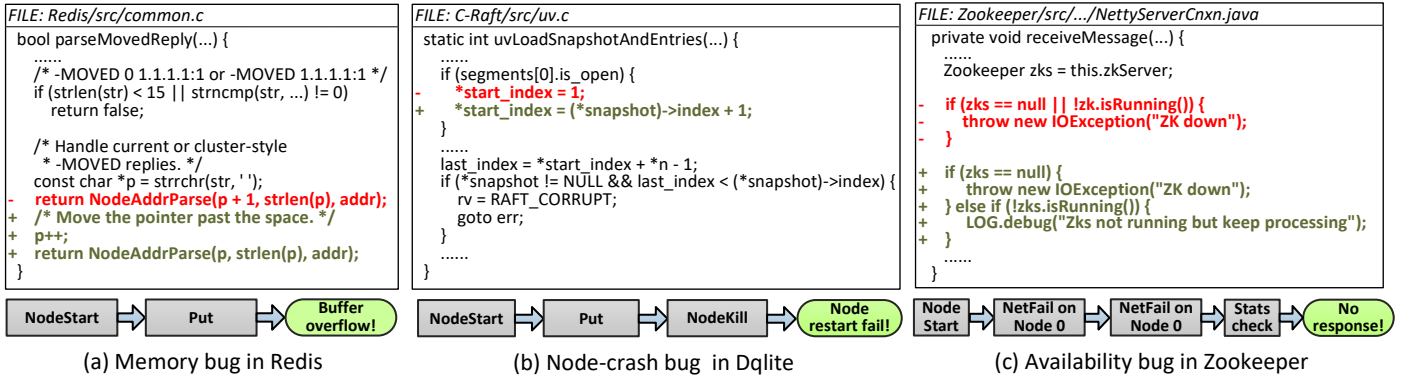 FILE: Redis/src/common.c
bool parseMovedReply(...) {
......
/* -MOVED 0 1.1.1.1:1 or -MOVED 1.1.1.1:1 */
if (strlen(str) < 15 || strncmp(str, ...) != 0)
return false;
/* Handle current or cluster-style
* -MOVED replies. */
const char *p = strrchr(str, ' ');
- return NodeAddrParse(p + 1, strlen(p), addr);
+ /* Move the pointer past the space. */
+ p++;
+ return NodeAddrParse(p, strlen(p), addr);
}
NodeStart
Put
Buffer
overflow!
(a) Memory bug in Redis
FILE: C-Raft/src/uv.c
static int uvLoadSnapshotAndEntries(...) {
......
if (segments[0].is_open) {
- *start_index = 1;
+ *start_index = (*snapshot)->index + 1;
}
......
last_index = *start_index + *n - 1;
if (*snapshot != NULL && last_index < (*snapshot)->index) {
rv = RAFT_CORRUPT;
goto err;
}
......
}
NodeStart
Put
NodeKill
Node
restart fail!
(b) Node-crash bug in Dqlite
FILE: Zookeeper/src/.../NettyServerCnxn.java
private void receiveMessage(...) {
......
Zookeeper zks = this.zkServer;
- if (zks == null || !zk.isRunning()) {
- throw new IOException("ZK down");
- }
+ if (zks == null) {
+ throw new IOException("ZK down");
+ } else if (!zks.isRunning()) {
+ LOG.debug("Zks not running but keep processing");
+ }
......
}
Node
Start
NetFail on
Node 0
NetFail on
Node 0
Stats
check
No
response!
(c) Availability bug in Zookeeper